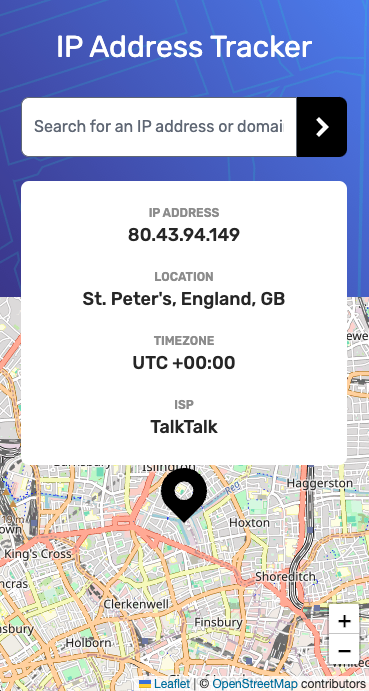 IP Address Tracker
Search for an IP address or domai
IP ADDRESS
80.43.94.149
LOCATION
St. Peter's, England, GB
TIMEZONE
UTC +00:00
ISP
TalkTalk
Islington
Haggerston
Hoxton
King's Cross
Shoreditch
Clerkenwell
Finsbury
Holborn
+
−
Leaflet | © OpenStreetMap contributors